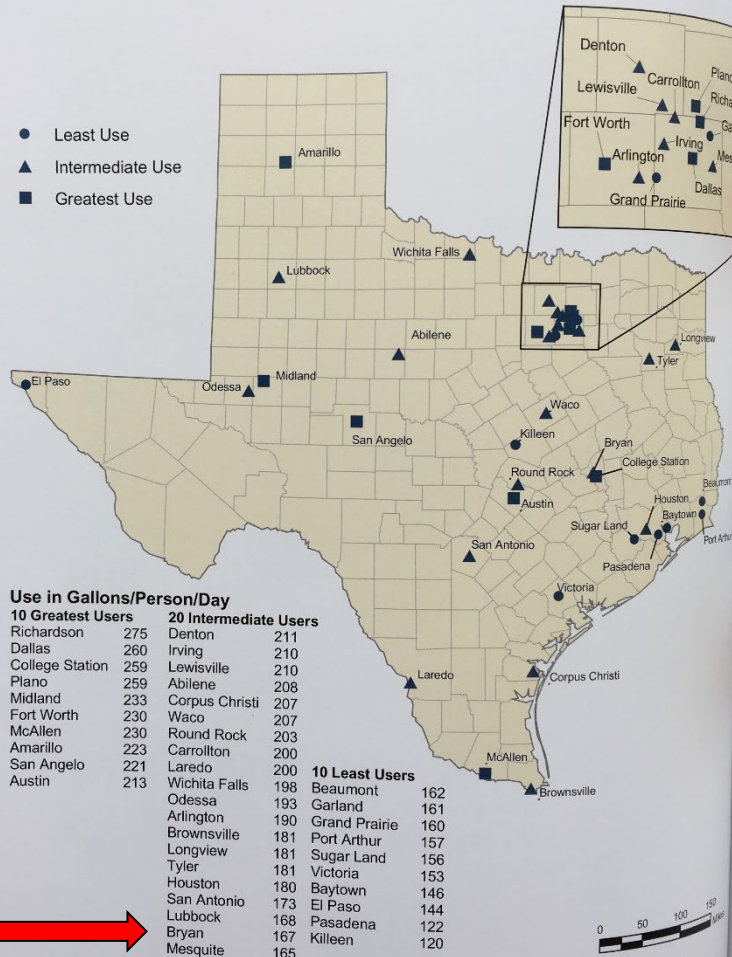 Least Use
Intermediate Use
Greatest Use
Denton
Carrollton
Lewisville
Fort Worth
Irving
Arlington
Dallas
Grand Prairie
Amarillo
Wichita Falls
Lubbock
Abilene
Longview
Tyler
El Paso
Midland
Odessa
Waco
San Angelo
Killeen
Bryan
Round Rock
College Station
Austin
Beaumont
Houston
Baytown
Sugar Land
Port Arthur
San Antonio
Pasadena
Victoria
Laredo
Corpus Christi
McAllen
Brownsville
Use in Gallons/Person/Day
10 Greatest Users
Richardson 275
Dallas 260
College Station 259
Plano 259
Midland 233
Fort Worth 230
McAllen 230
Amarillo 223
San Angelo 221
Austin 213
20 Intermediate Users
Denton 211
Irving 210
Lewisville 210
Abilene 208
Corpus Christi 207
Waco 207
Round Rock 203
Carrollton 200
Laredo 200
Wichita Falls 198
Odessa 193
Arlington 190
Brownsville 181
Longview 181
Tyler 181
Houston 180
San Antonio 173
Lubbock 168
Bryan 167
Mesquite 165
10 Least Users
Beaumont 162
Garland 161
Grand Prairie 160
Port Arthur 157
Sugar Land 156
Victoria 153
Baytown 146
El Paso 144
Pasadena 122
Killeen 120
0 50 100 150
Miles